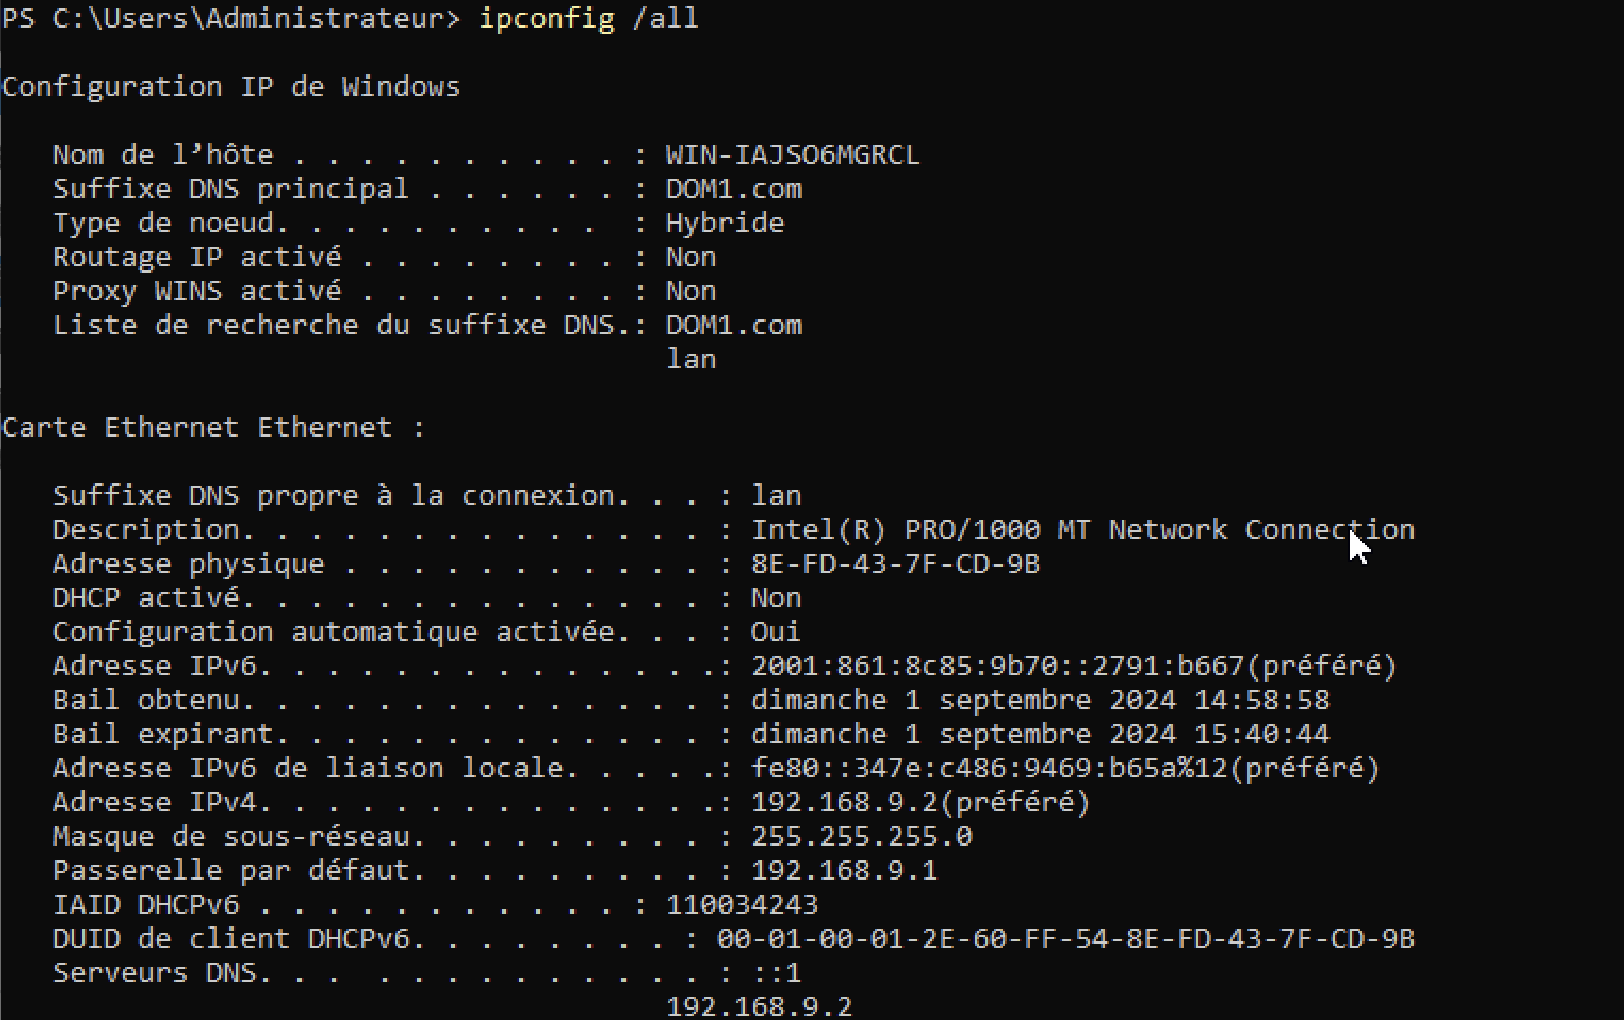 PS C:\Users\Administrateur> ipconfig /all
Configuration IP de Windows
Nom de l’hôte . . . . . . . . . . : WIN-IAJSO6MGRCL
Suffixe DNS principal . . . . . . : DOM1.com
Type de noeud. . . . . . . . . . : Hybride
Routage IP activé . . . . . . . . : Non
Proxy WINS activé . . . . . . . . : Non
Liste de recherche du suffixe DNS.: DOM1.com
lan
Carte Ethernet Ethernet :
Suffixe DNS propre à la connexion. . . : lan
Description. . . . . . . . . . . . . . : Intel(R) PRO/1000 MT Network Connection
Adresse physique . . . . . . . . . . . : 8E-FD-43-7F-CD-9B
DHCP activé. . . . . . . . . . . . . . : Non
Configuration automatique activée. . . : Oui
Adresse IPv6. . . . . . . . . . . . . .: 2001:861:8c85:9b70::2791:b667(préféré)
Bail obtenu. . . . . . . . . . . . . . : dimanche 1 septembre 2024 14:58:58
Bail expirant. . . . . . . . . . . . . : dimanche 1 septembre 2024 15:40:44
Adresse IPv6 de liaison locale. . . . .: fe80::347e:c486:9469:b65a%12(préféré)
Adresse IPv4. . . . . . . . . . . . . .: 192.168.9.2(préféré)
Masque de sous-réseau. . . . . . . . . : 255.255.255.0
Passerelle par défaut. . . . . . . . . : 192.168.9.1
IAID DHCPv6 . . . . . . . . . . . : 110034243
DUID de client DHCPv6. . . . . . . . : 00-01-00-01-2E-60-FF-54-8E-FD-43-7F-CD-9B
Serveurs DNS. . .  . . . . . . . . . . . : ::1
192.168.9.2